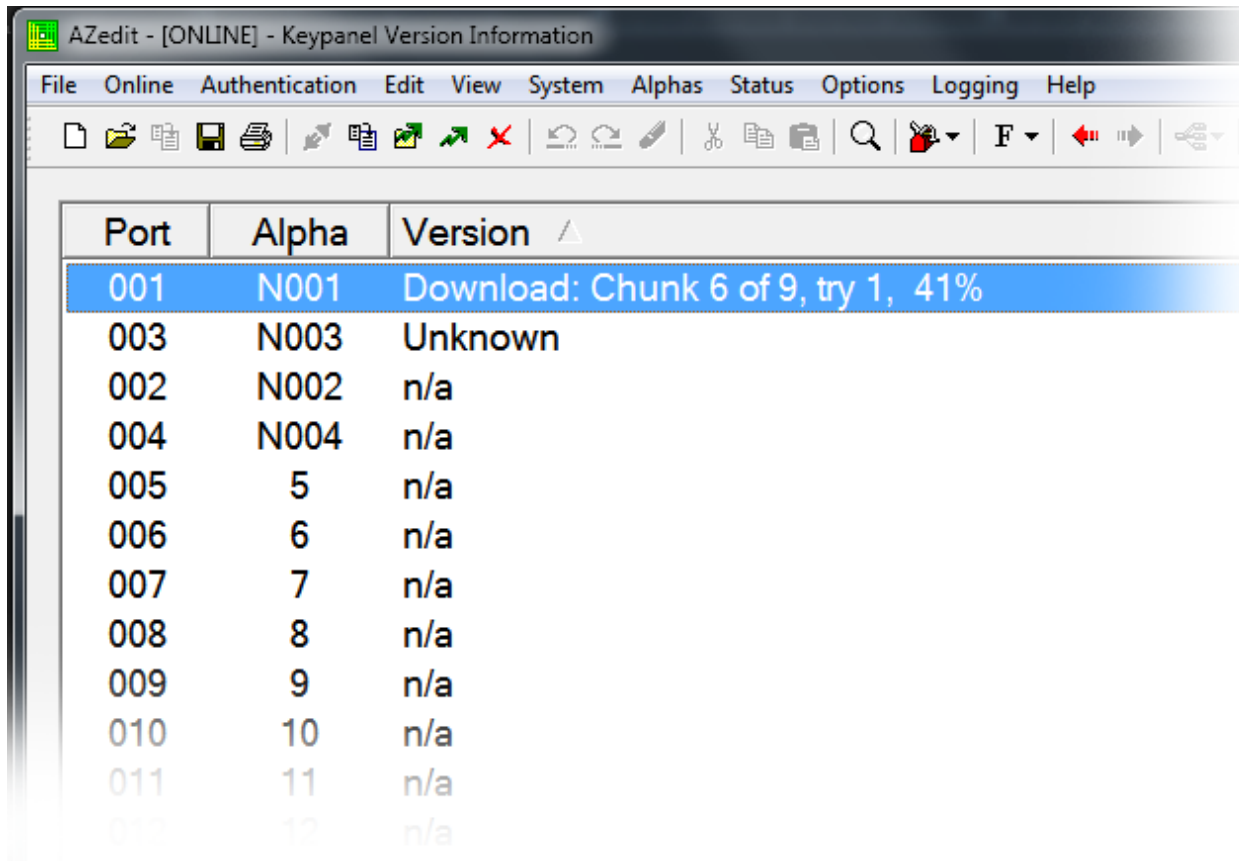 AZedit - [ONLINE] - Keypanel Version Information
File Online Authentication Edit View System Alphas Status Options Logging Help
F
Port Alpha Version
001 N001 Download: Chunk 6 of 9, try 1, 41%
003 N003 Unknown
002 N002 n/a
004 N004 n/a
005 5 n/a
006 6 n/a
007 7 n/a
008 8 n/a
009 9 n/a
010 10 n/a
011 11 n/a
012 12 n/a